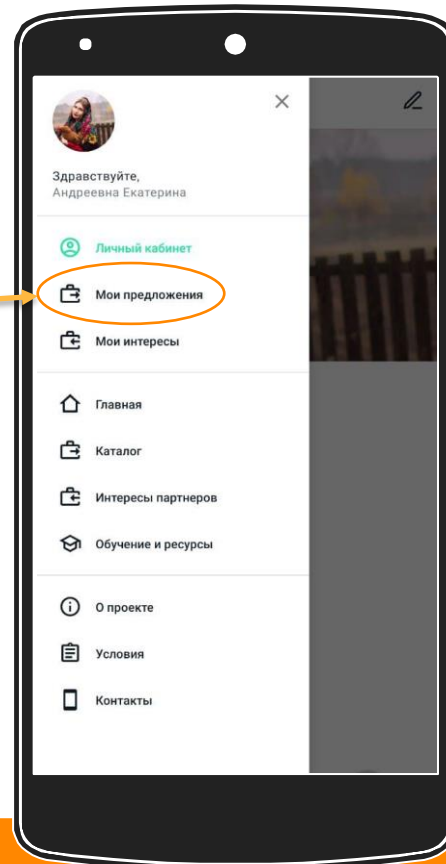 Здравствуйте,
Андреевна Екатерина
Личный кабинет
Мои предложения
Мои интересы
Главная
Каталог
Интересы партнеров
Обучение и ресурсы
О проекте
Условия
Контакты